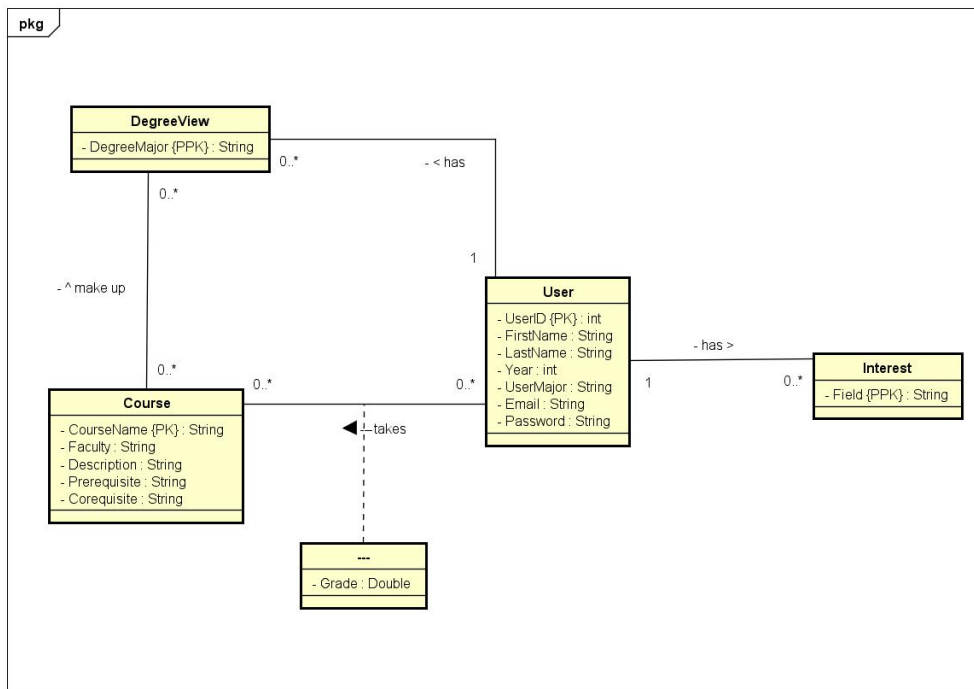 pkg
DegreeView
- DegreeMajor {PPK} : String
0..*
- < has
0..*
1
- ^ make up
User
- UserID {PK} : int
- FirstName : String
- LastName : String
- Year : int
- UserMajor : String
- Email : String
- Password : String
- has >
1
0..*
Interest
- Field {PPK} : String
0..*
0..*
0..*
Course
- CourseName {PK} : String
- Faculty : String
- Description : String
- Prerequisite : String
- Corequisite : String
---takes
---
- Grade : Double